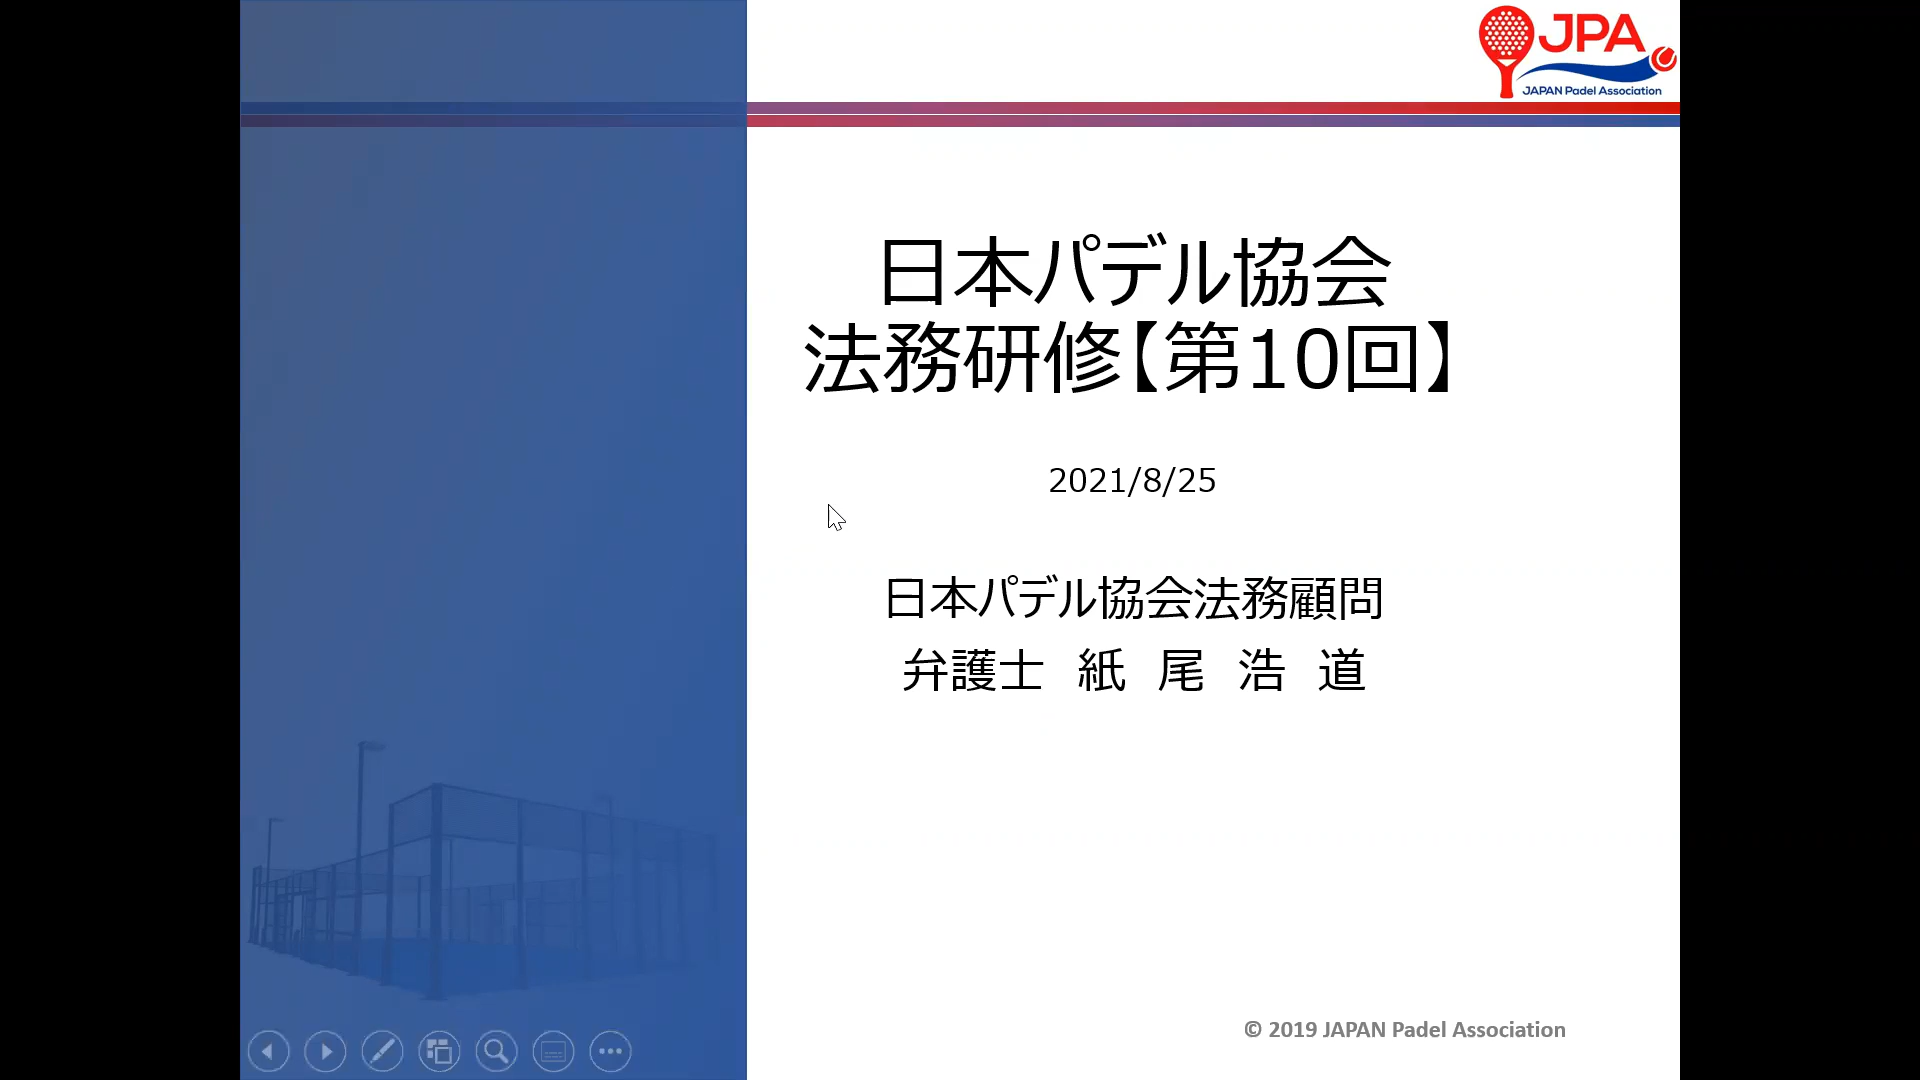 JPA
JAPAN Padel Association
日本パデル協会
法務研修【第10回】
2021/8/25
日本パデル協会法務顧問
弁護士 紙 尾 浩 道
© 2019 JAPAN Padel Association